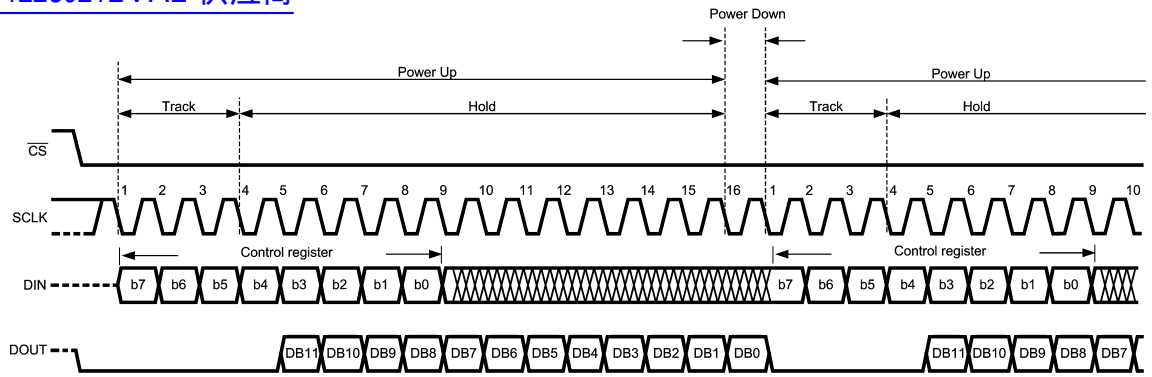 Power Down
Power Up
Power Up
Track
Hold
Track
Hold
CS
1 2 3 4 5 6 7 8 9 10 11 12 13 14 15 16 1 2 3 4 5 6 7 8 9 10
SCLK
Control register
Control register
DIN
b7 b6 b5 b4 b3 b2 b1 b0 b7 b6 b5 b4 b3 b2 b1 b0
DOUT
DB11 DB10 DB9 DB8 DB7 DB6 DB5 DB4 DB3 DB2 DB1 DB0 DB11 DB10 DB9 DB8 DB7